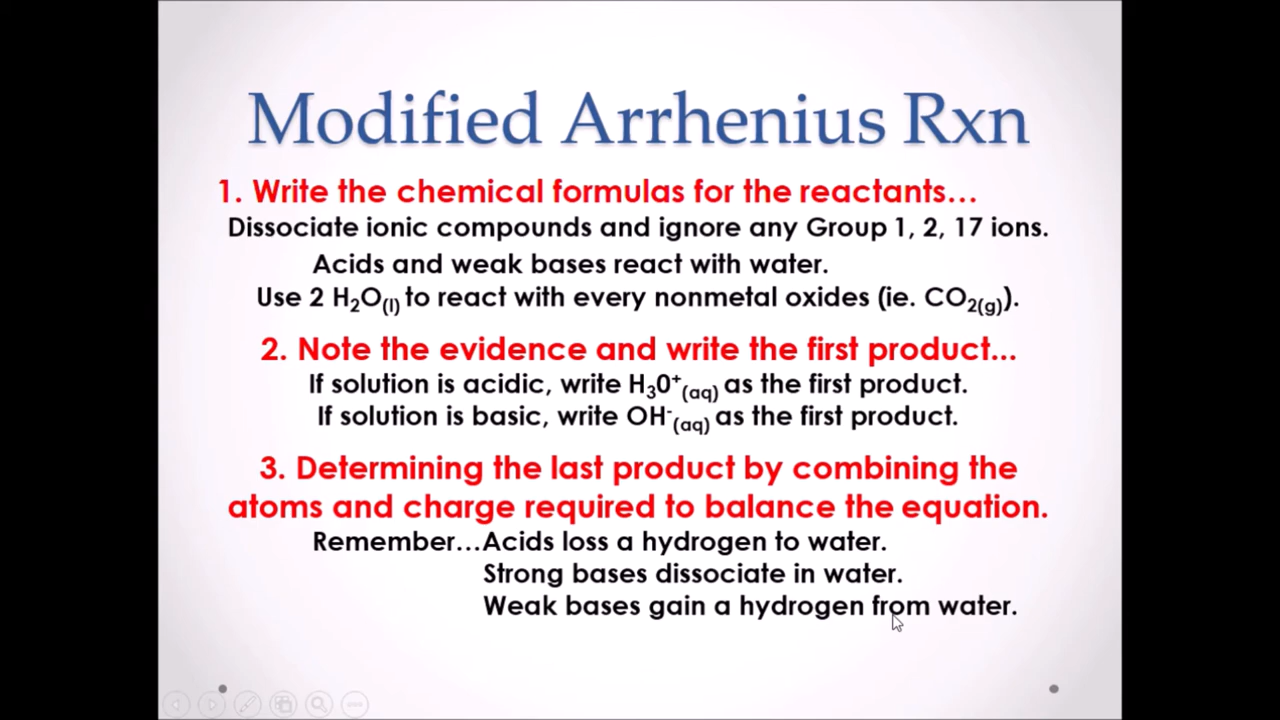 Modified Arrhenius Rxn
1. Write the chemical formulas for the reactants…
Dissociate ionic compounds and ignore any Group 1, 2, 17 ions.
Acids and weak bases react with water.
Use 2 H₂O₍ₗ₎ to react with every nonmetal oxides (ie. CO₂₍g₎).
2. Note the evidence and write the first product...
If solution is acidic, write H₃0⁺₍aq₎ as the first product.
If solution is basic, write OH⁻₍aq₎ as the first product.
3. Determining the last product by combining the
atoms and charge required to balance the equation.
Remember…Acids loss a hydrogen to water.
Strong bases dissociate in water.
Weak bases gain a hydrogen from water.